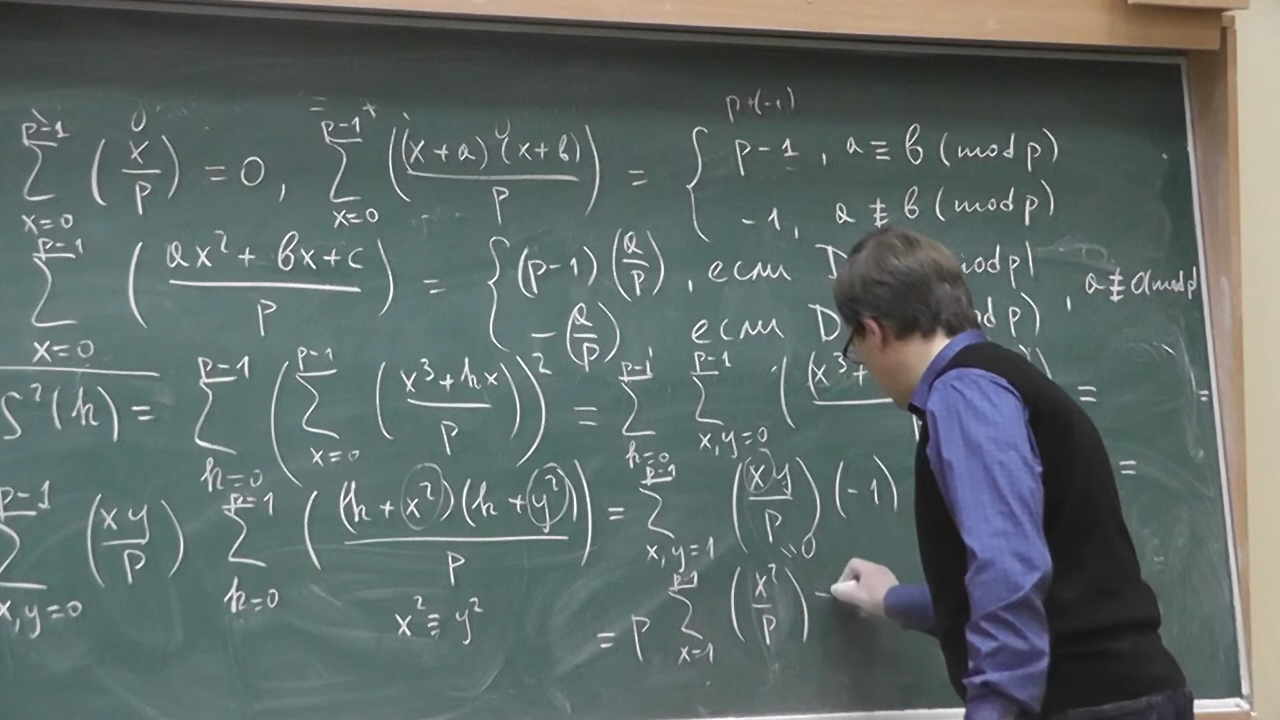 p+(-1)
∑_{x=0}^{p-1} (x/p) = 0, ∑_{x=0}^{p-1} ((x+a)(x+b)/p) = { p-1, a ≡ b (mod p)
-1, a ≢ b (mod p)
∑_{x=0}^{p-1} ((ax²+bx+c)/p) = { (p-1)(a/p), если D mod p)
-(a/p) если D mod p) , a ≢ 0(mod p)
S²(k) = ∑_{k=0}^{p-1} (∑_{x=0}^{p-1} ((x³+kx)/p))² = ∑_{k=0}^{p-1} ∑_{x,y=0}^{p-1} ((x³+ = =
∑_{x,y=0}^{p-1} (xy/p) ∑_{k=0}^{p-1} ((k+x²)(k+y²)/p) = ∑_{x,y=1}^{p-1} (xy/p)(-1) =
x² ≡ y²
= p ∑_{x=1}^{p-1} (x²/p) -